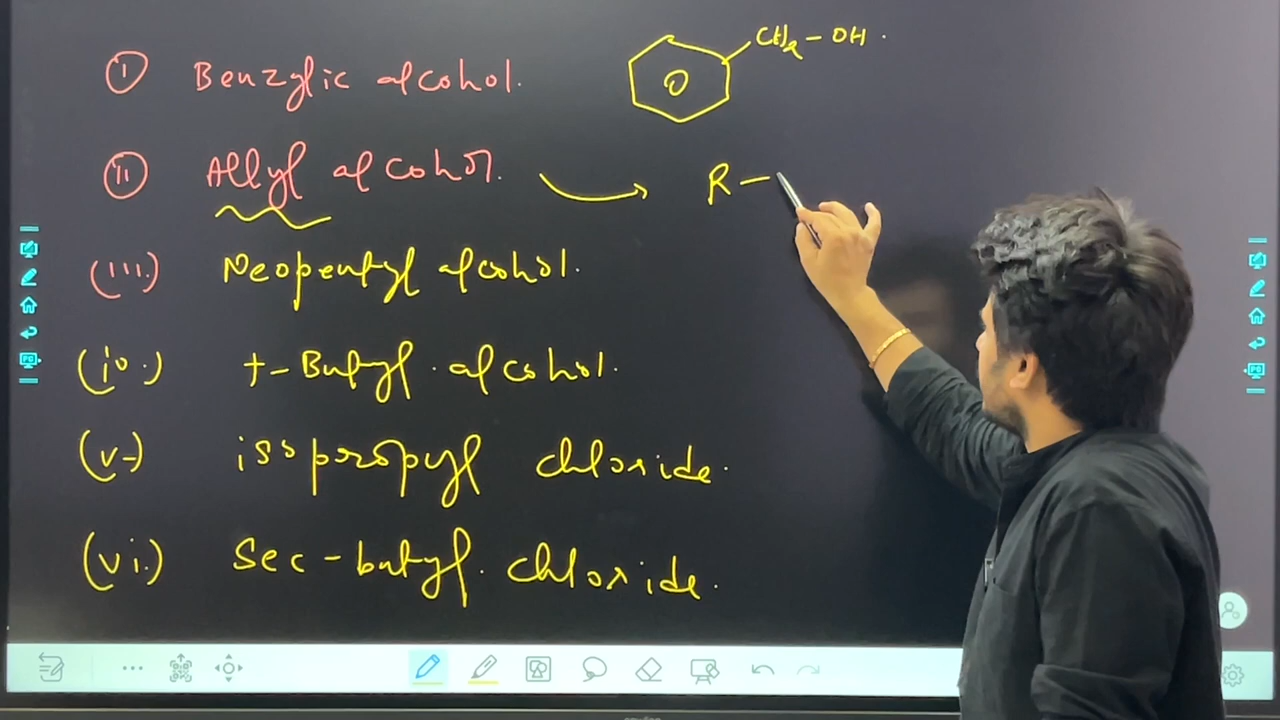 (i) Benzylic alcohol. CH2-OH.
(ii) Allyl alcohol. → R-
(iii.) Neopentyl alcohol.
(iv.) t-Butyl alcohol.
(v-) isopropyl chloride.
(vi.) Sec-butyl chloride.